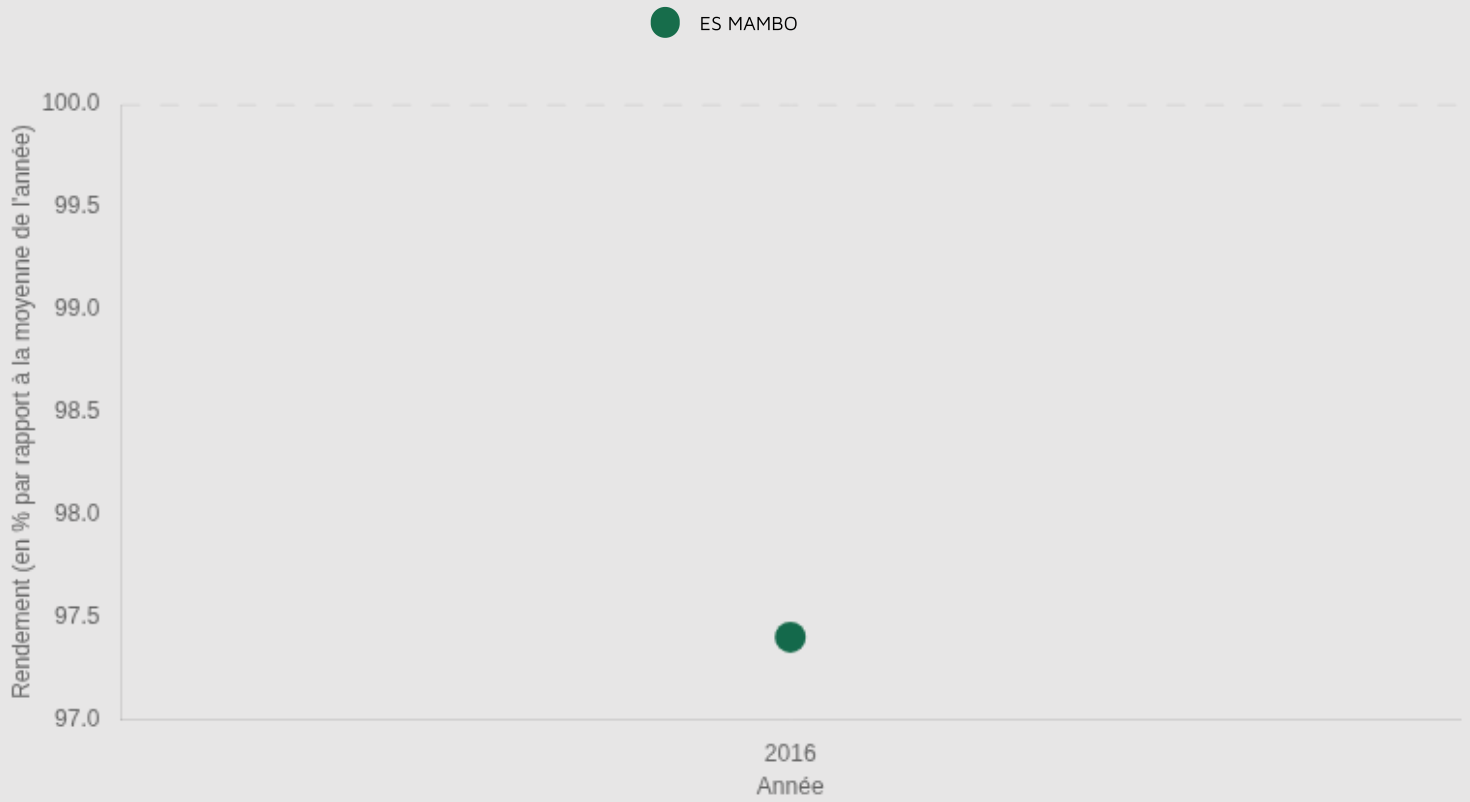 ES MAMBO
Rendement (en % par rapport à la moyenne de l'année)
100.0
99.5
99.0
98.5
98.0
97.5
97.0
2016
Année